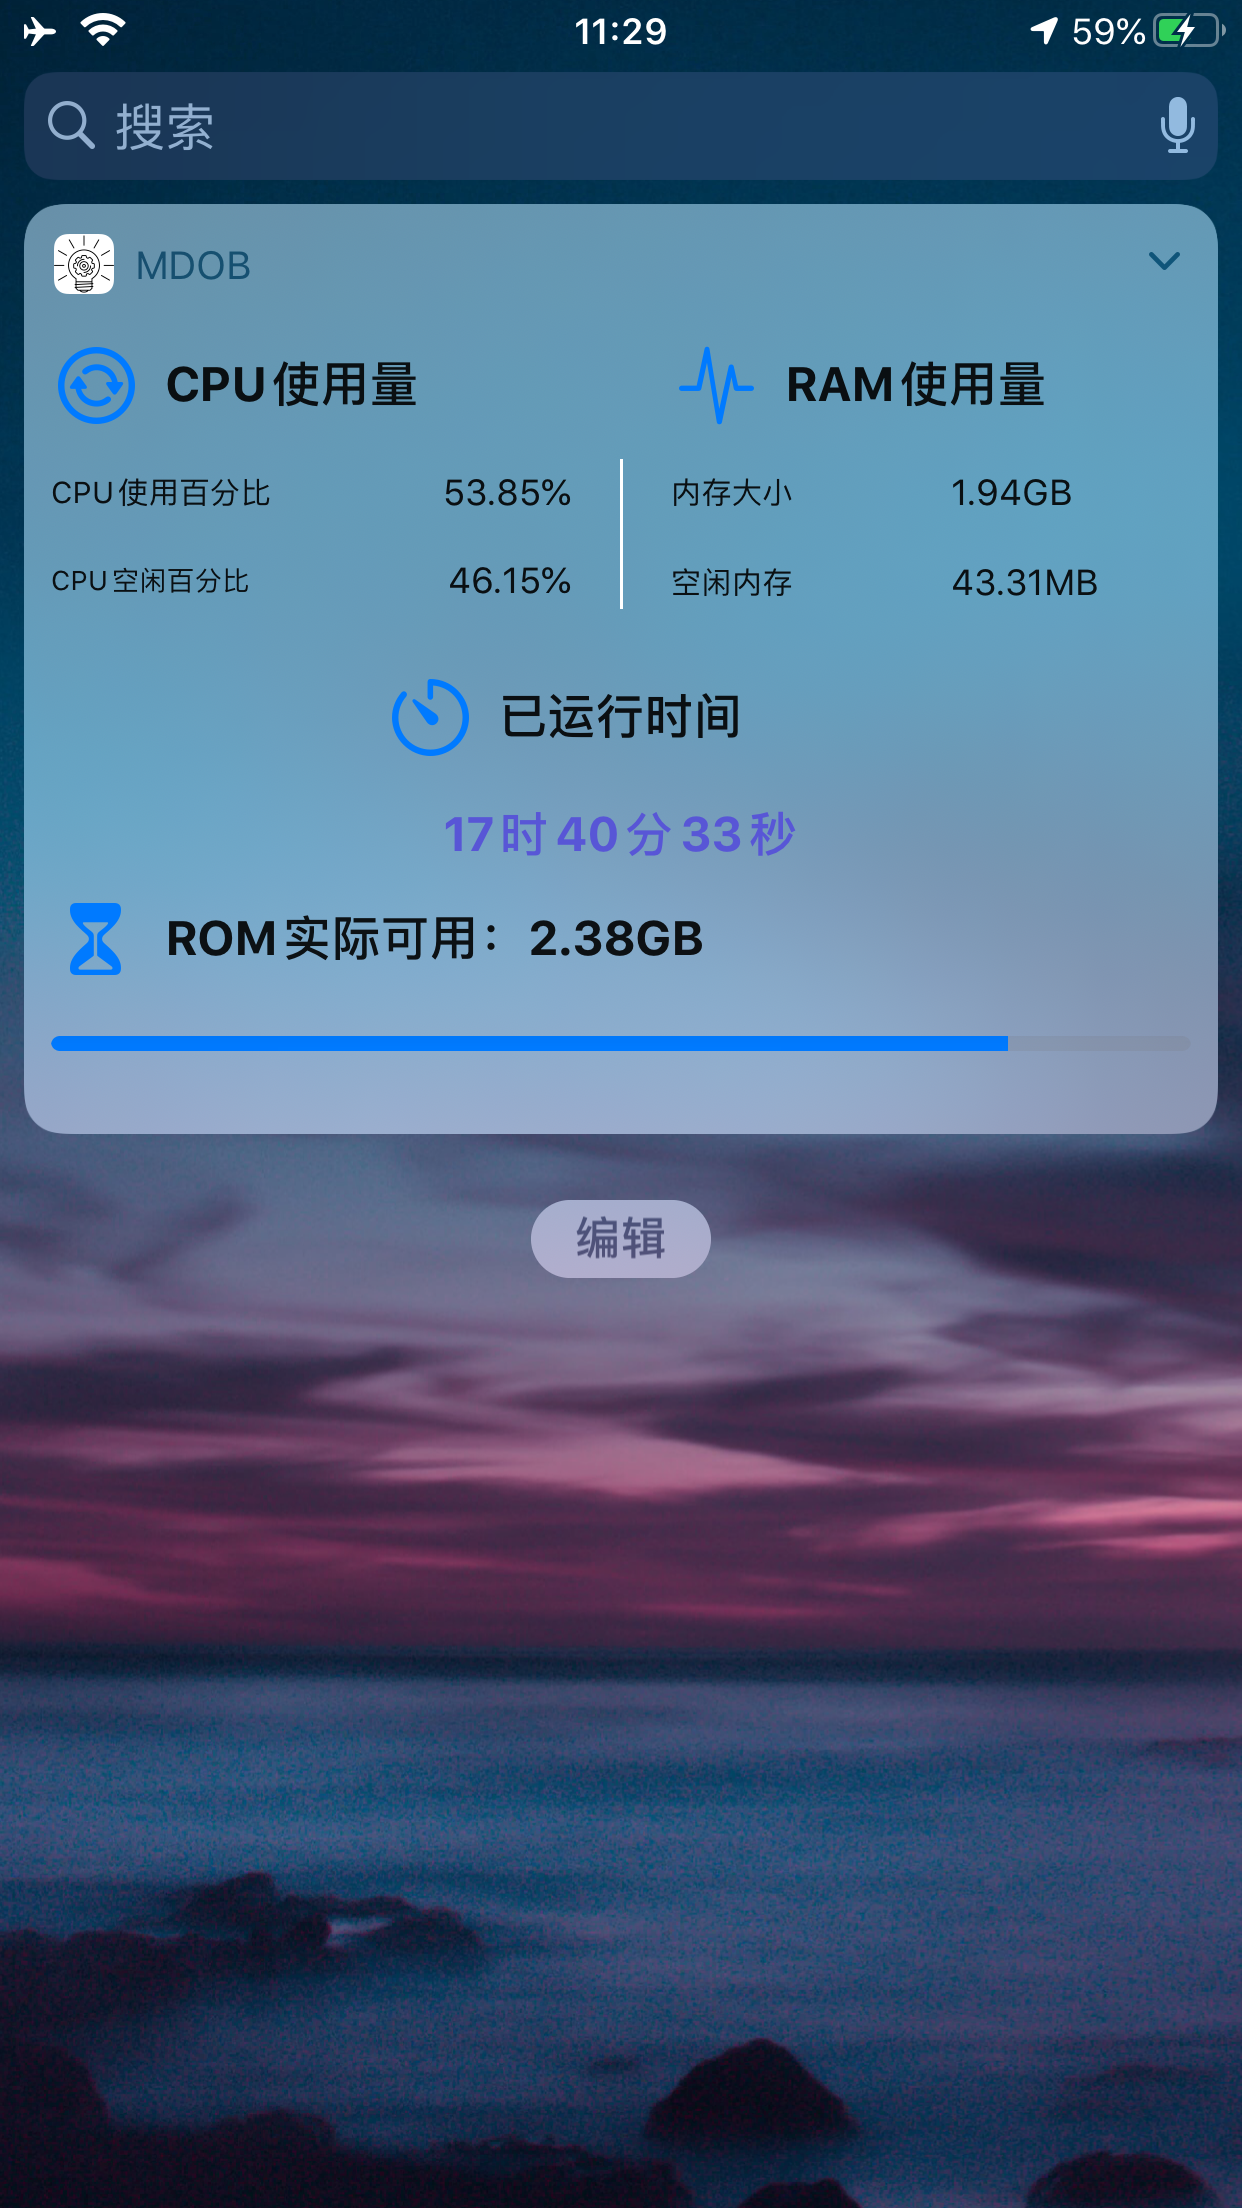 11:29
59%
搜索
MDOB
CPU使用量
RAM使用量
CPU使用百分比 53.85%
内存大小 1.94GB
CPU空闲百分比 46.15%
空闲内存 43.31MB
已运行时间
17时40分33秒
ROM实际可用：2.38GB
编辑